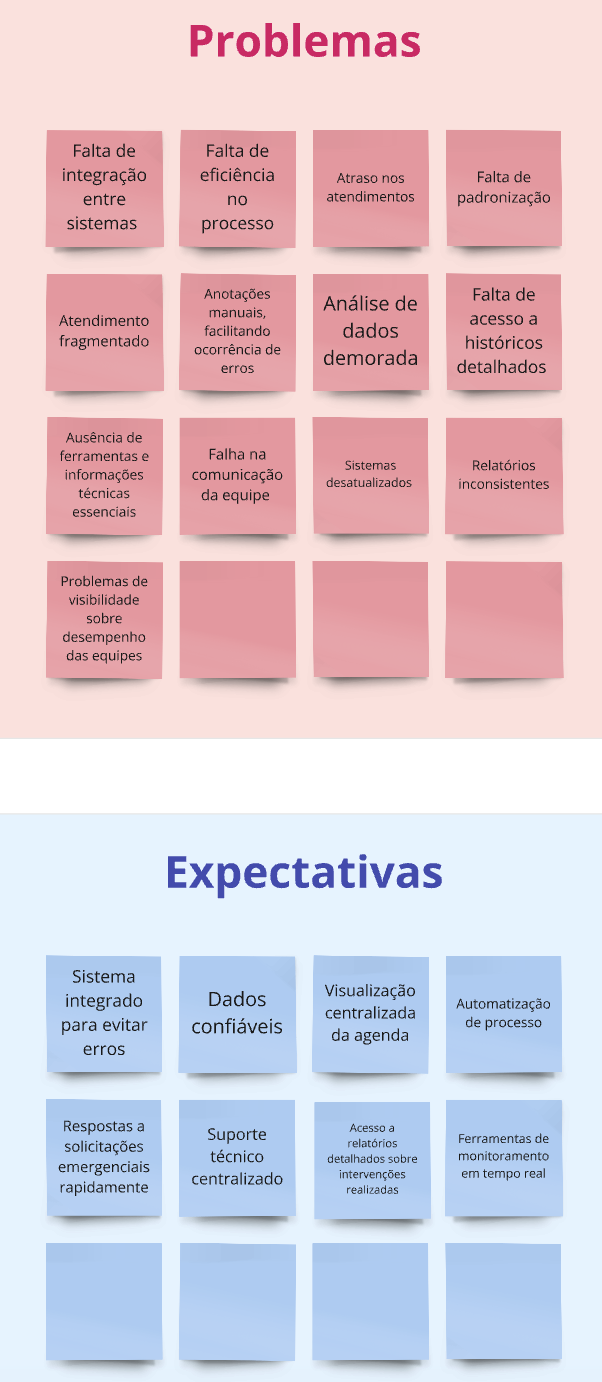 Problemas
Falta de
integração
entre
sistemas
Falta de
eficiência
no
processo
Atraso nos
atendimentos
Falta de
padronização
Atendimento
fragmentado
Anotações
manuais,
facilitando
ocorrência de
erros
Análise de
dados
demorada
Falta de
acesso a
históricos
detalhados
Ausência de
ferramentas e
informações
técnicas
essenciais
Falha na
comunicação
da equipe
Sistemas
desatualizados
Relatórios
inconsistentes
Problemas de
visibilidade
sobre
desempenho
das equipes
Expectativas
Sistema
integrado
para evitar
erros
Dados
confiáveis
Visualização
centralizada
da agenda
Automatização
de processo
Respostas a
solicitações
emergenciais
rapidamente
Suporte
técnico
centralizado
Acesso a
relatórios
detalhados sobre
intervenções
realizadas
Ferramentas de
monitoramento
em tempo real